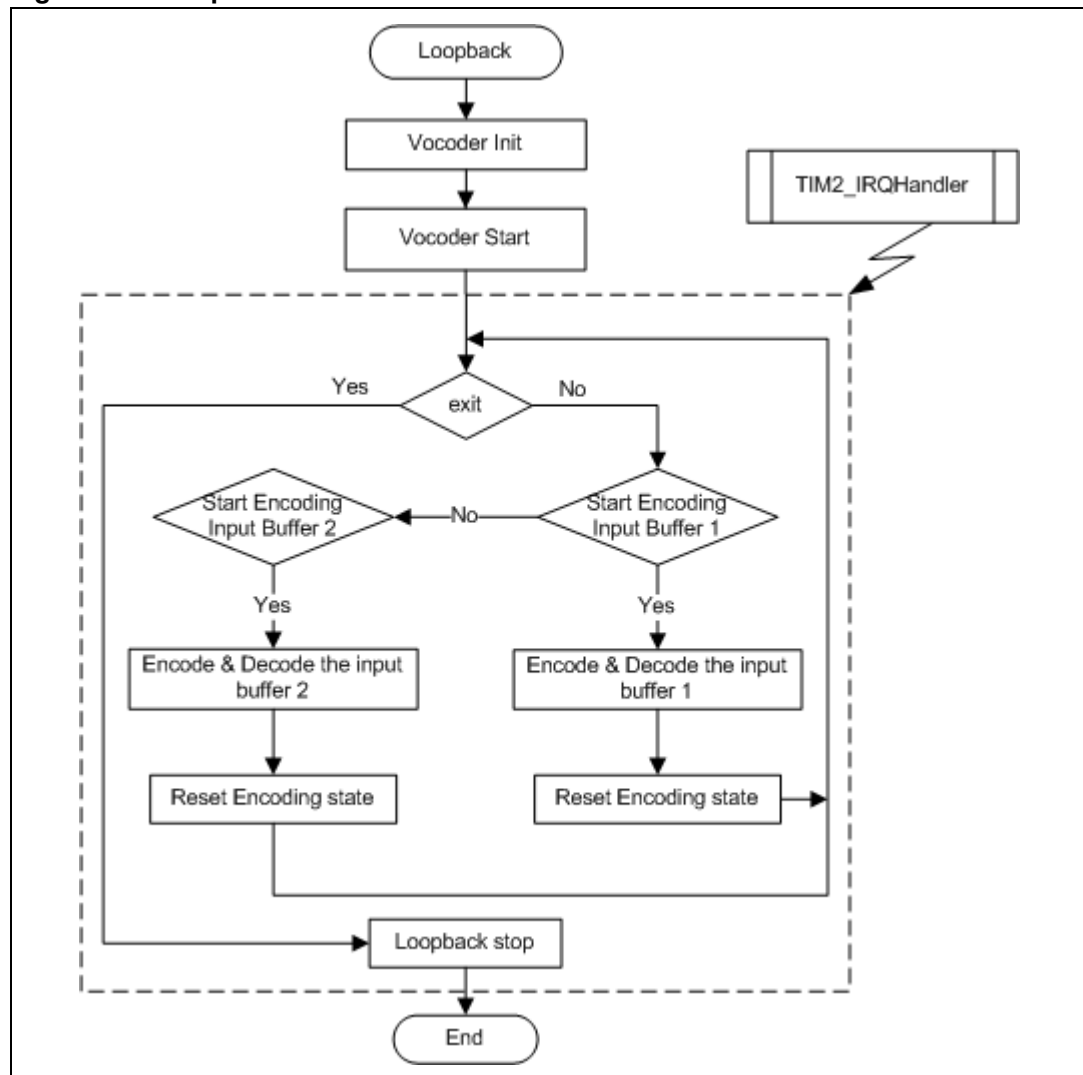 Loopback
Vocoder Init
TIM2_IRQHandler
Vocoder Start
Yes
No
exit
Start Encoding
Input Buffer 2
No
Start Encoding
Input Buffer 1
Yes
Yes
Encode & Decode the input
buffer 2
Encode & Decode the input
buffer 1
Reset Encoding state
Reset Encoding state
Loopback stop
End